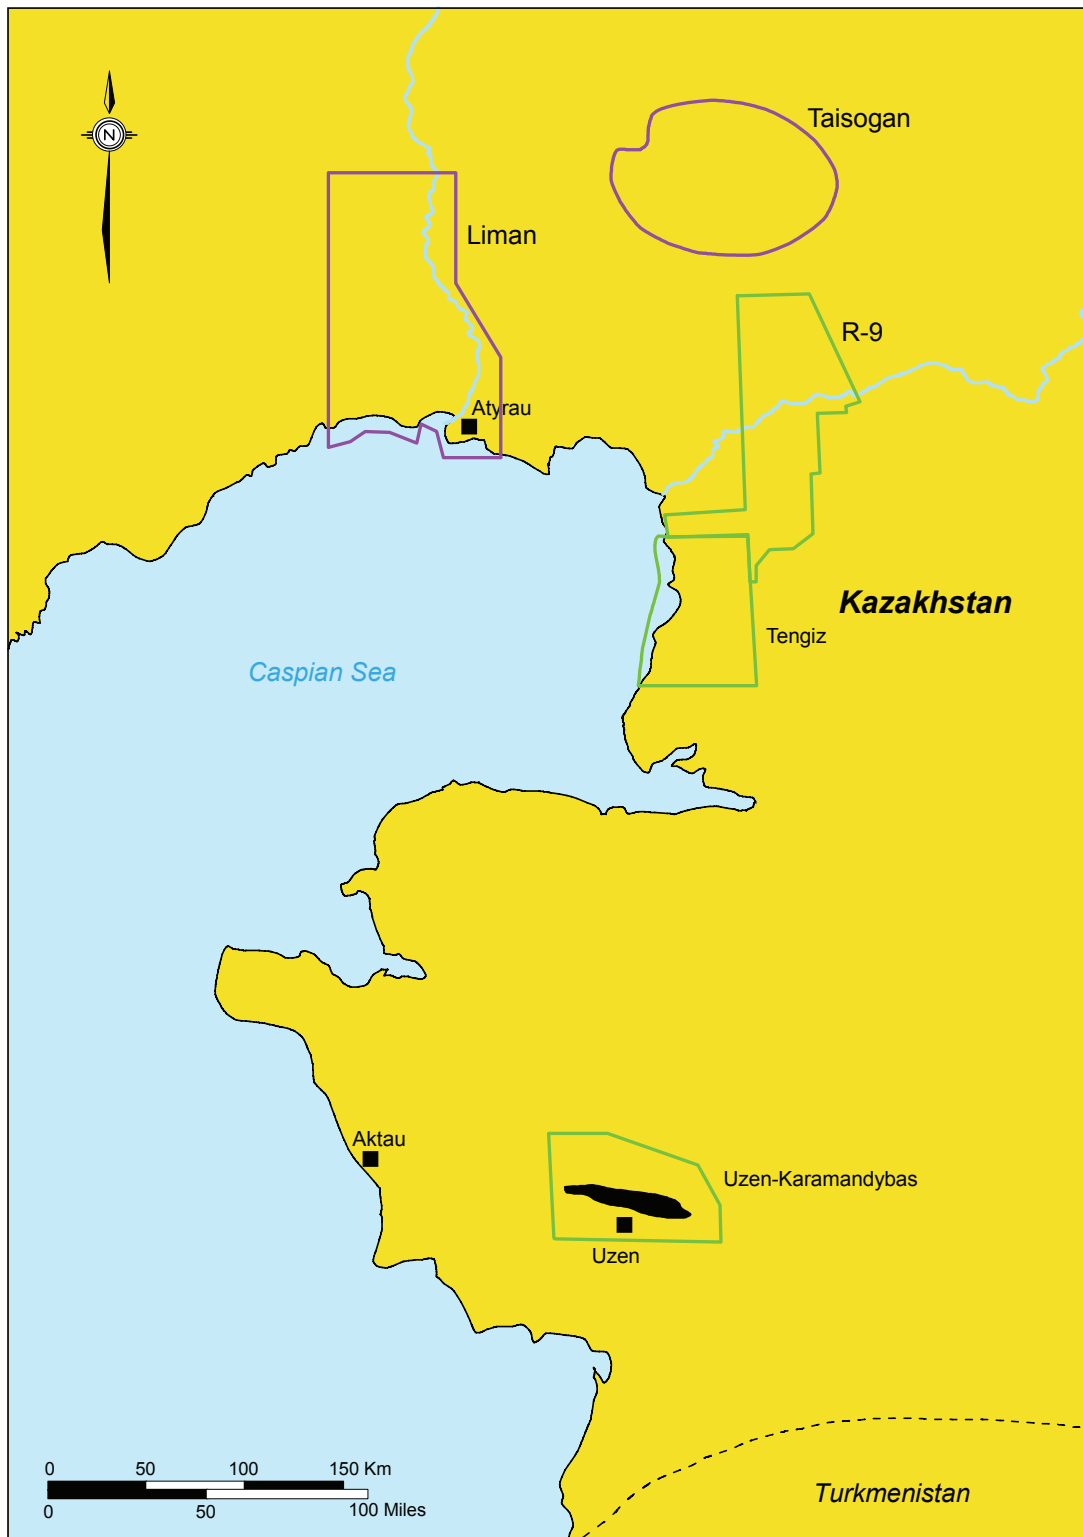 Taisogan
N
Liman
R-9
Atyrau
Kazakhstan
Tengiz
Caspian Sea
Aktau
Uzen-Karamandybas
Uzen
0 50 100 150 Km
0 50 100 Miles
Turkmenistan